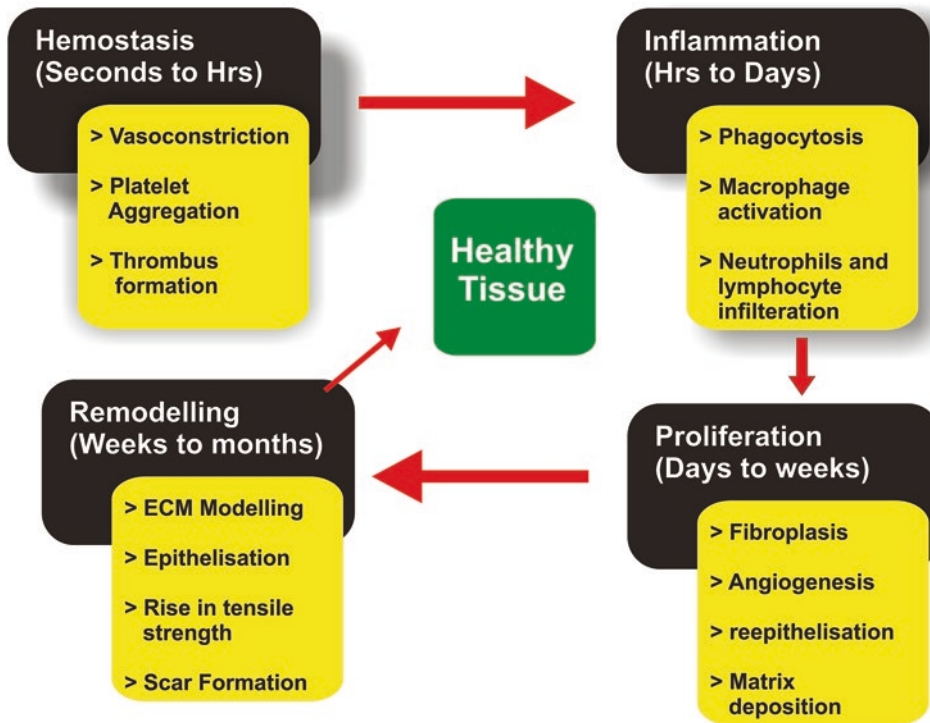 Hemostasis
(Seconds to Hrs)
> Vasoconstriction
> Platelet
Aggregation
> Thrombus
formation
Inflammation
(Hrs to Days)
> Phagocytosis
> Macrophage
activation
> Neutrophils and
lymphocyte
infilteration
Healthy
Tissue
Remodelling
(Weeks to months)
> ECM Modelling
> Epithelisation
> Rise in tensile
strength
> Scar Formation
Proliferation
(Days to weeks)
> Fibroplasis
> Angiogenesis
> reepithelisation
> Matrix
deposition